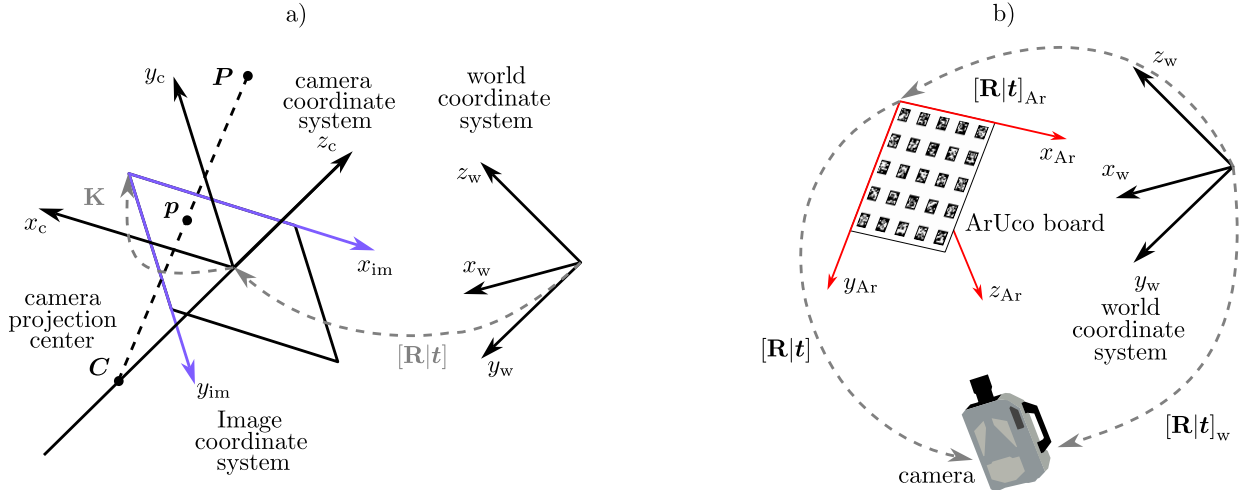 a)
P
y_c
camera
coordinate
system
z_c
world
coordinate
system
z_w
K
p
x_c
x_im
x_w
camera
projection
center
C
[R|t]
y_w
y_im
Image
coordinate
system
b)
z_w
[R|t]_Ar
x_Ar
x_w
ArUco board
y_Ar
z_Ar
y_w
world
coordinate
system
[R|t]
[R|t]_w
camera